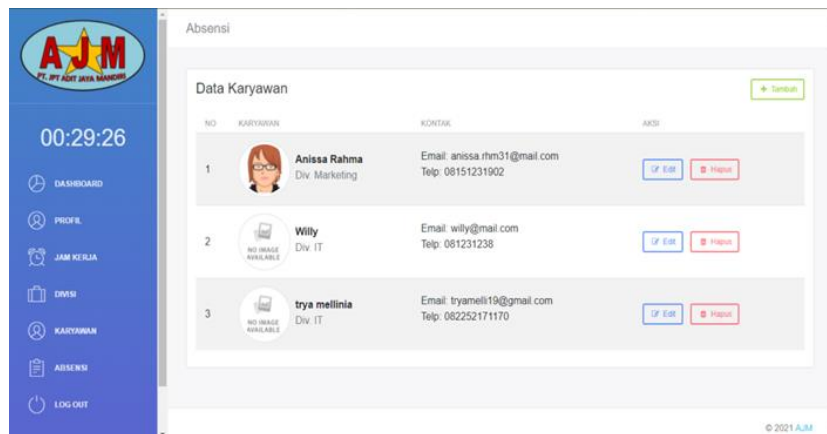 AJM
PT. JPT ADIT JAYA MANDIRI
00:29:26
DASHBOARD
PROFIL
JAM KERJA
DIVISI
KARYAWAN
ABSENSI
LOG OUT
Absensi
Data Karyawan
+ Tambah
NO KARYAWAN KONTAK AKSI
1
Anissa Rahma
Div. Marketing
Email: anissa.rhm31@mail.com
Telp: 08151231902
Edit
Hapus
2
NO IMAGE
AVAILABLE
Willy
Div. IT
Email: willy@mail.com
Telp: 081231238
Edit
Hapus
3
NO IMAGE
AVAILABLE
trya mellinia
Div. IT
Email: tryamelli19@gmail.com
Telp: 082252171170
Edit
Hapus
© 2021 AJM